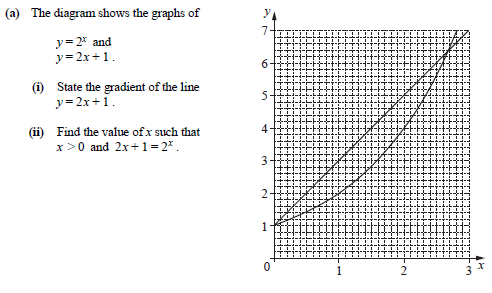 (a) The diagram shows the graphs of
y = 2ˣ and
y = 2x + 1.
(i) State the gradient of the line
y = 2x + 1.
(ii) Find the value of x such that
x > 0 and 2x + 1 = 2ˣ.
y
7
6
5
4
3
2
1
0
1
2
3
x